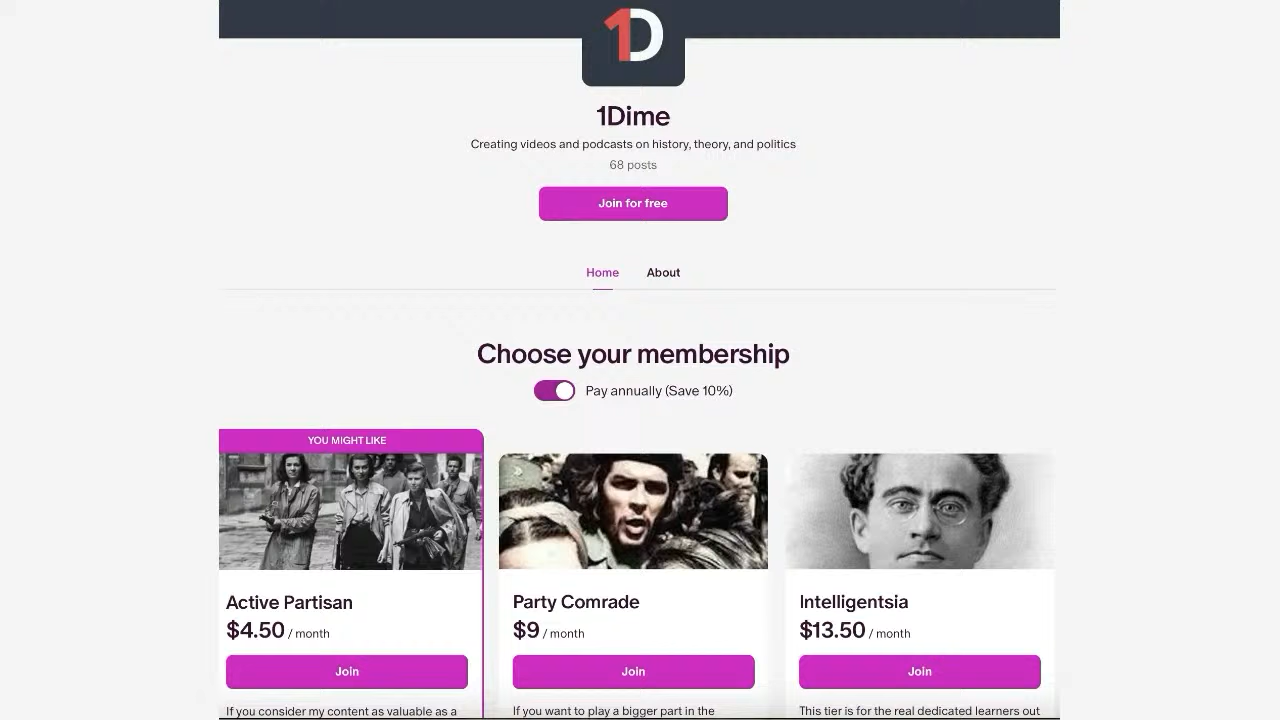 1D
1Dime
Creating videos and podcasts on history, theory, and politics
68 posts
Join for free
Home About
Choose your membership
Pay annually (Save 10%)
YOU MIGHT LIKE
Active Partisan
$4.50 / month
Join
If you consider my content as valuable as a
Party Comrade
$9 / month
Join
If you want to play a bigger part in the
Intelligentsia
$13.50 / month
Join
This tier is for the real dedicated learners out